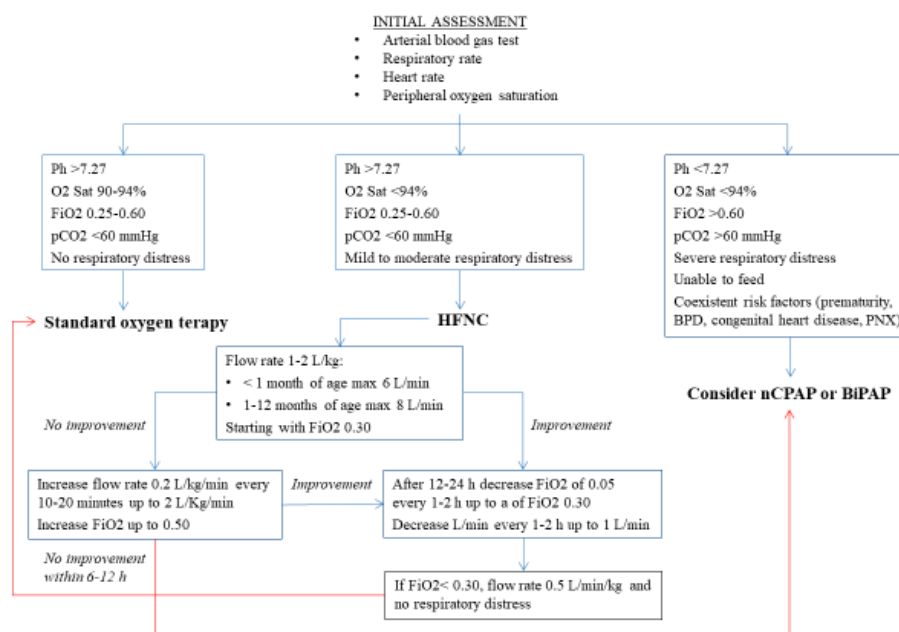 INITIAL ASSESSMENT
• Arterial blood gas test
• Respiratory rate
• Heart rate
• Peripheral oxygen saturation
Ph >7.27
O2 Sat 90-94%
FiO2 0.25-0.60
pCO2 <60 mmHg
No respiratory distress
Ph >7.27
O2 Sat <94%
FiO2 0.25-0.60
pCO2 <60 mmHg
Mild to moderate respiratory distress
Ph <7.27
O2 Sat <94%
FiO2 >0.60
pCO2 >60 mmHg
Severe respiratory distress
Unable to feed
Coexistent risk factors (prematurity,
BPD, congenital heart disease, PNX)
Standard oxygen terapy
HFNC
Consider nCPAP or BiPAP
Flow rate 1-2 L/kg:
• < 1 month of age max 6 L/min
• 1-12 months of age max 8 L/min
Starting with FiO2 0.30
No improvement
Improvement
Increase flow rate 0.2 L/kg/min every
10-20 minutes up to 2 L/Kg/min
Increase FiO2 up to 0.50
Improvement
After 12-24 h decrease FiO2 of 0.05
every 1-2 h up to a of FiO2 0.30
Decrease L/min every 1-2 h up to 1 L/min
No improvement
within 6-12 h
If FiO2< 0.30, flow rate 0.5 L/min/kg and
no respiratory distress